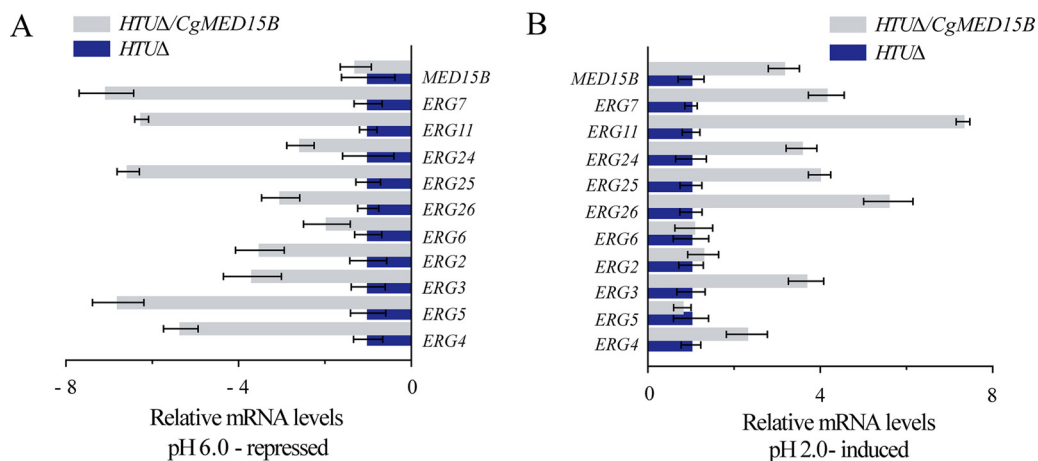 A
HTUΔ/CgMED15B
HTUΔ
MED15B
ERG7
ERG11
ERG24
ERG25
ERG26
ERG6
ERG2
ERG3
ERG5
ERG4
-8
-4
0
Relative mRNA levels
pH 6.0 - repressed
B
HTUΔ/CgMED15B
HTUΔ
MED15B
ERG7
ERG11
ERG24
ERG25
ERG26
ERG6
ERG2
ERG3
ERG5
ERG4
0
4
8
Relative mRNA levels
pH 2.0- induced